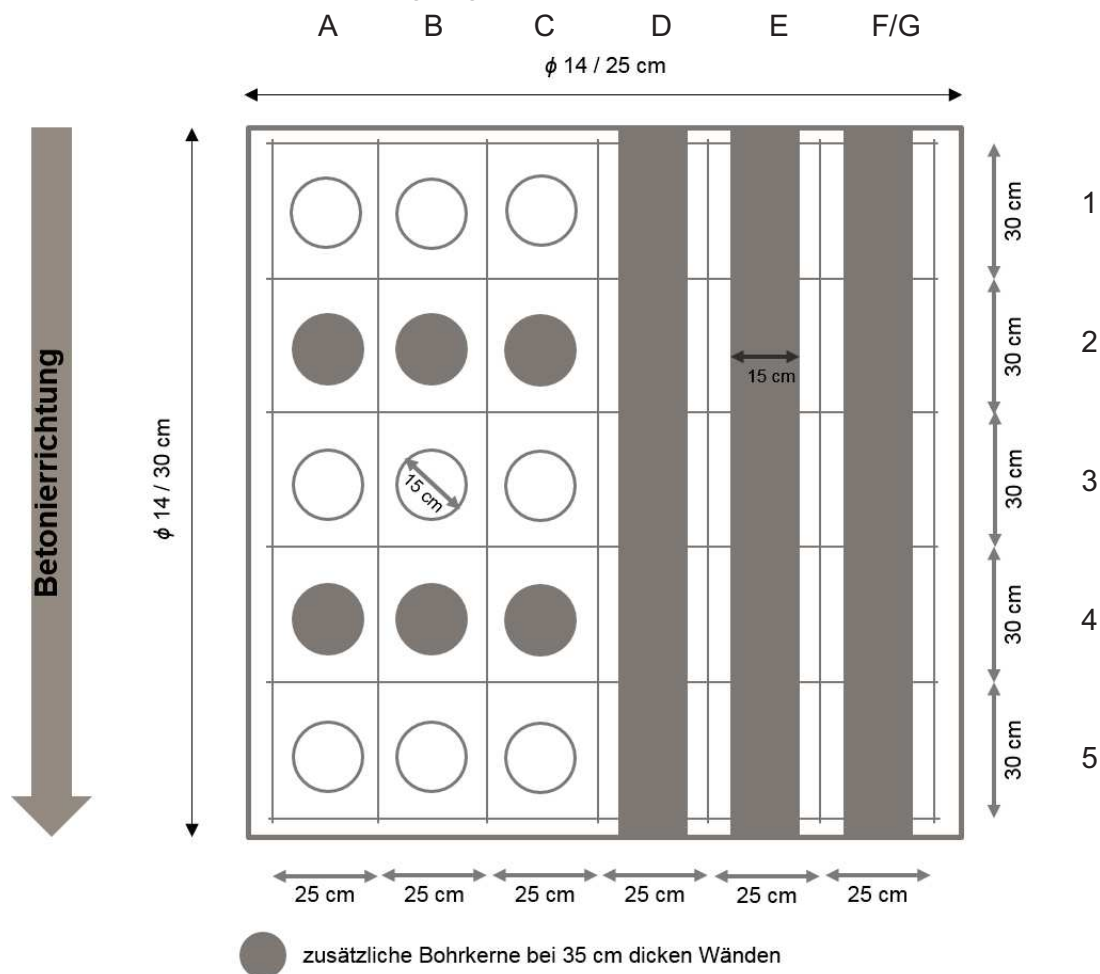 A B C D E F/G
ϕ 14 / 25 cm
Betonierrichtung
ϕ 14 / 30 cm
30 cm 1
30 cm 2
15 cm
30 cm 3
15 cm
30 cm 4
30 cm 5
25 cm 25 cm 25 cm 25 cm 25 cm 25 cm
zusätzliche Bohrkerne bei 35 cm dicken Wänden